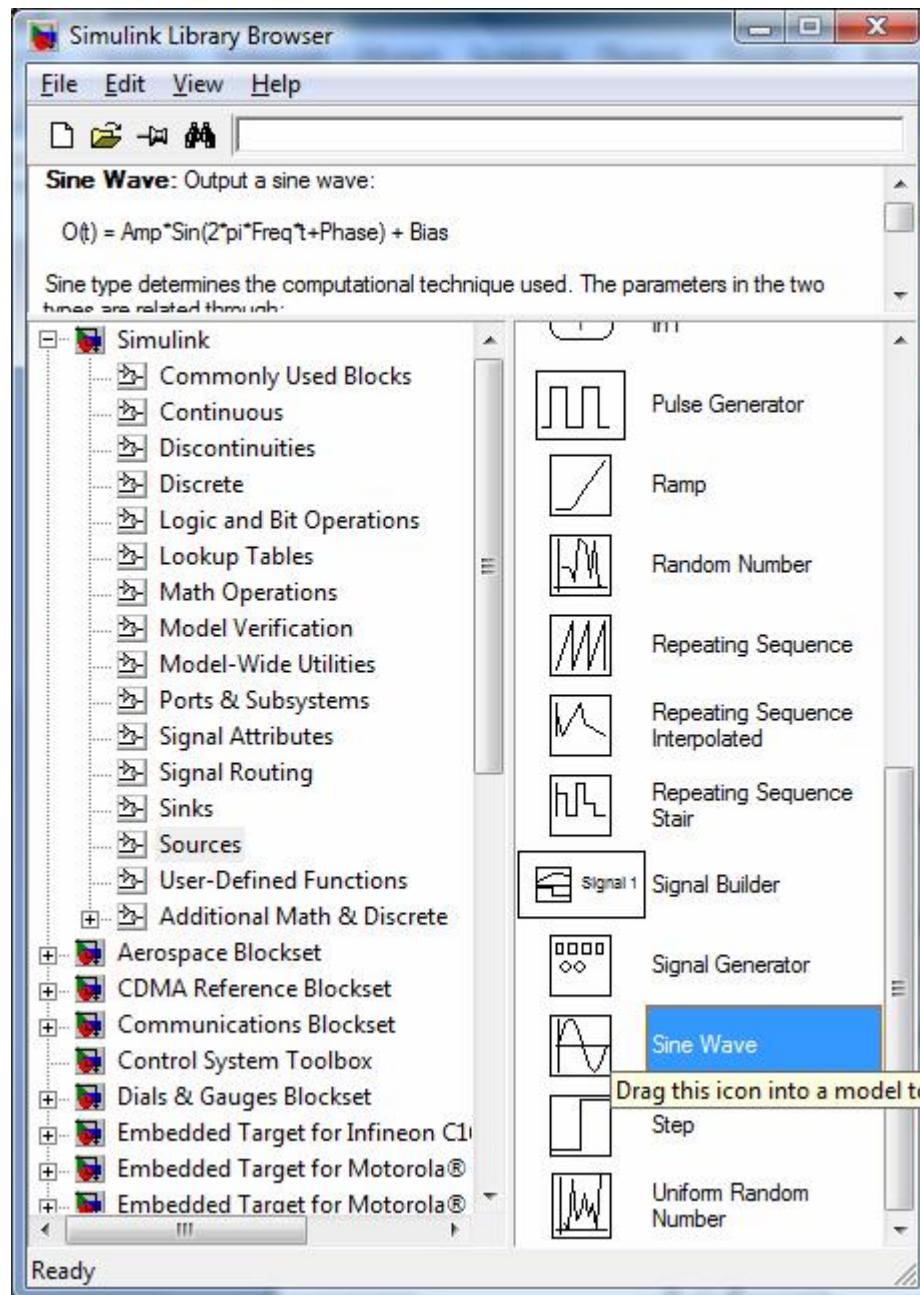 Simulink Library Browser
File Edit View Help
Sine Wave: Output a sine wave:
O(t) = Amp*Sin(2*pi*Freq*t+Phase) + Bias
Sine type determines the computational technique used. The parameters in the two
types are related through:
Simulink
Commonly Used Blocks
Continuous
Discontinuities
Discrete
Logic and Bit Operations
Lookup Tables
Math Operations
Model Verification
Model-Wide Utilities
Ports & Subsystems
Signal Attributes
Signal Routing
Sinks
Sources
User-Defined Functions
Additional Math & Discrete
Aerospace Blockset
CDMA Reference Blockset
Communications Blockset
Control System Toolbox
Dials & Gauges Blockset
Embedded Target for Infineon C1
Embedded Target for Motorola®
Embedded Target for Motorola®
In1
Pulse Generator
Ramp
Random Number
Repeating Sequence
Repeating Sequence
Interpolated
Repeating Sequence
Stair
Signal 1
Signal Builder
Signal Generator
Sine Wave
Drag this icon into a model t
Step
Uniform Random
Number
Ready